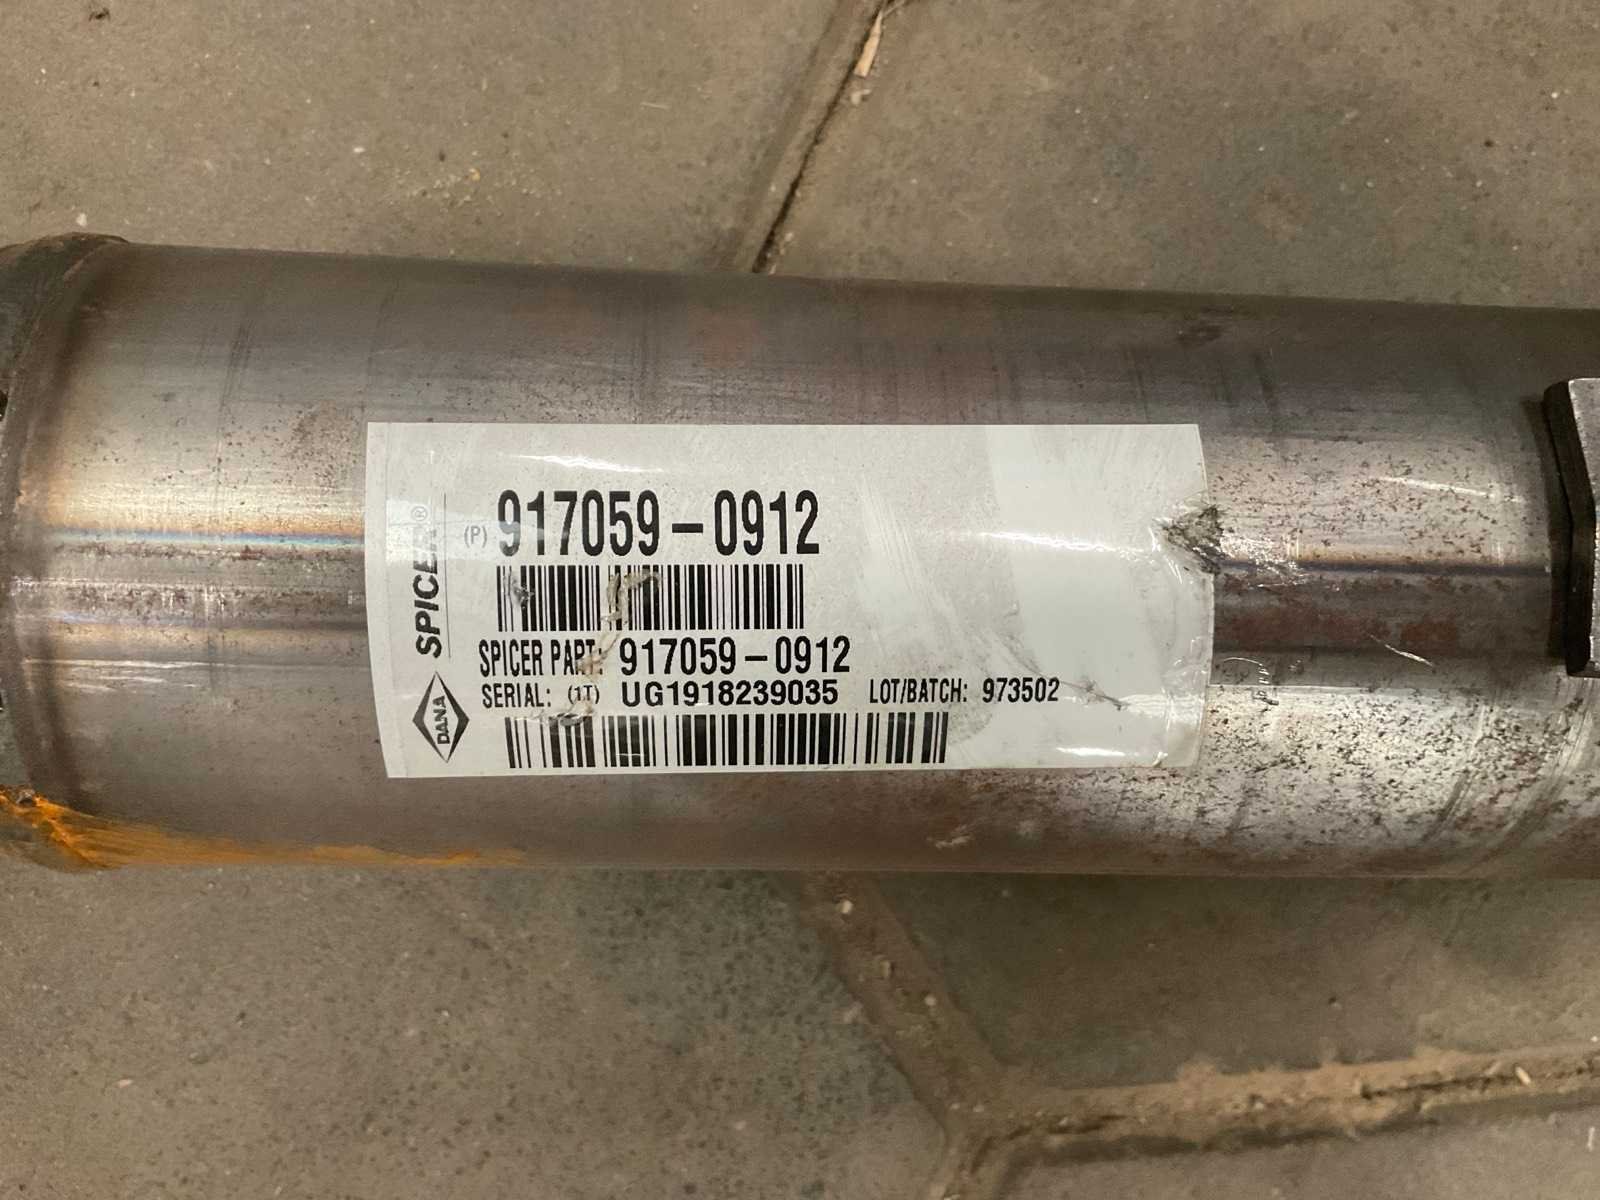 SPICER®
DANA
(P) 917059-0912
SPICER PART: 917059-0912
SERIAL: (1T) UG1918239035 LOT/BATCH: 973502